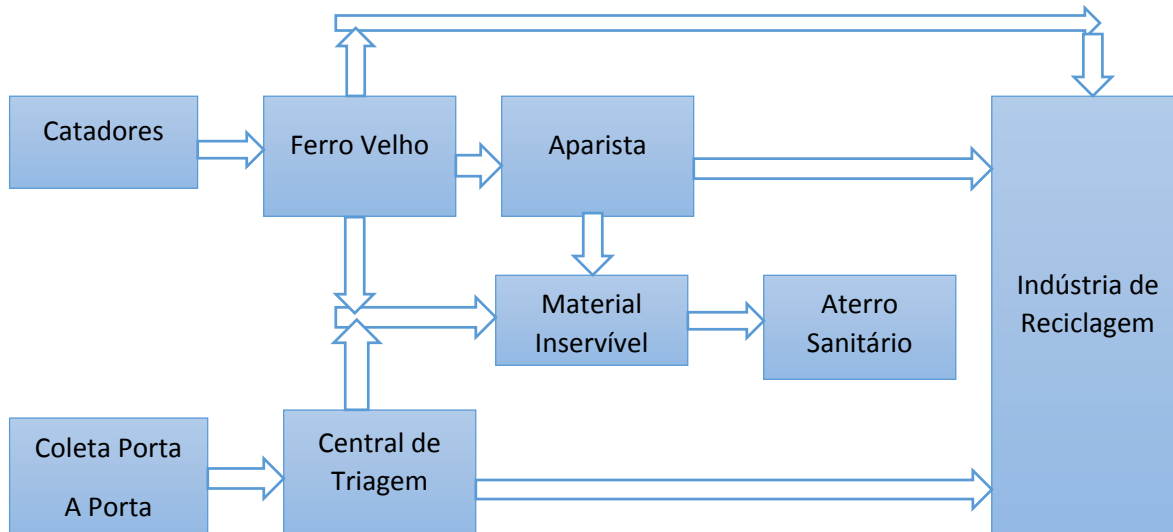 Catadores
Ferro Velho
Aparista
Material
Inservível
Aterro
Sanitário
Indústria de
Reciclagem
Coleta Porta
A Porta
Central de
Triagem